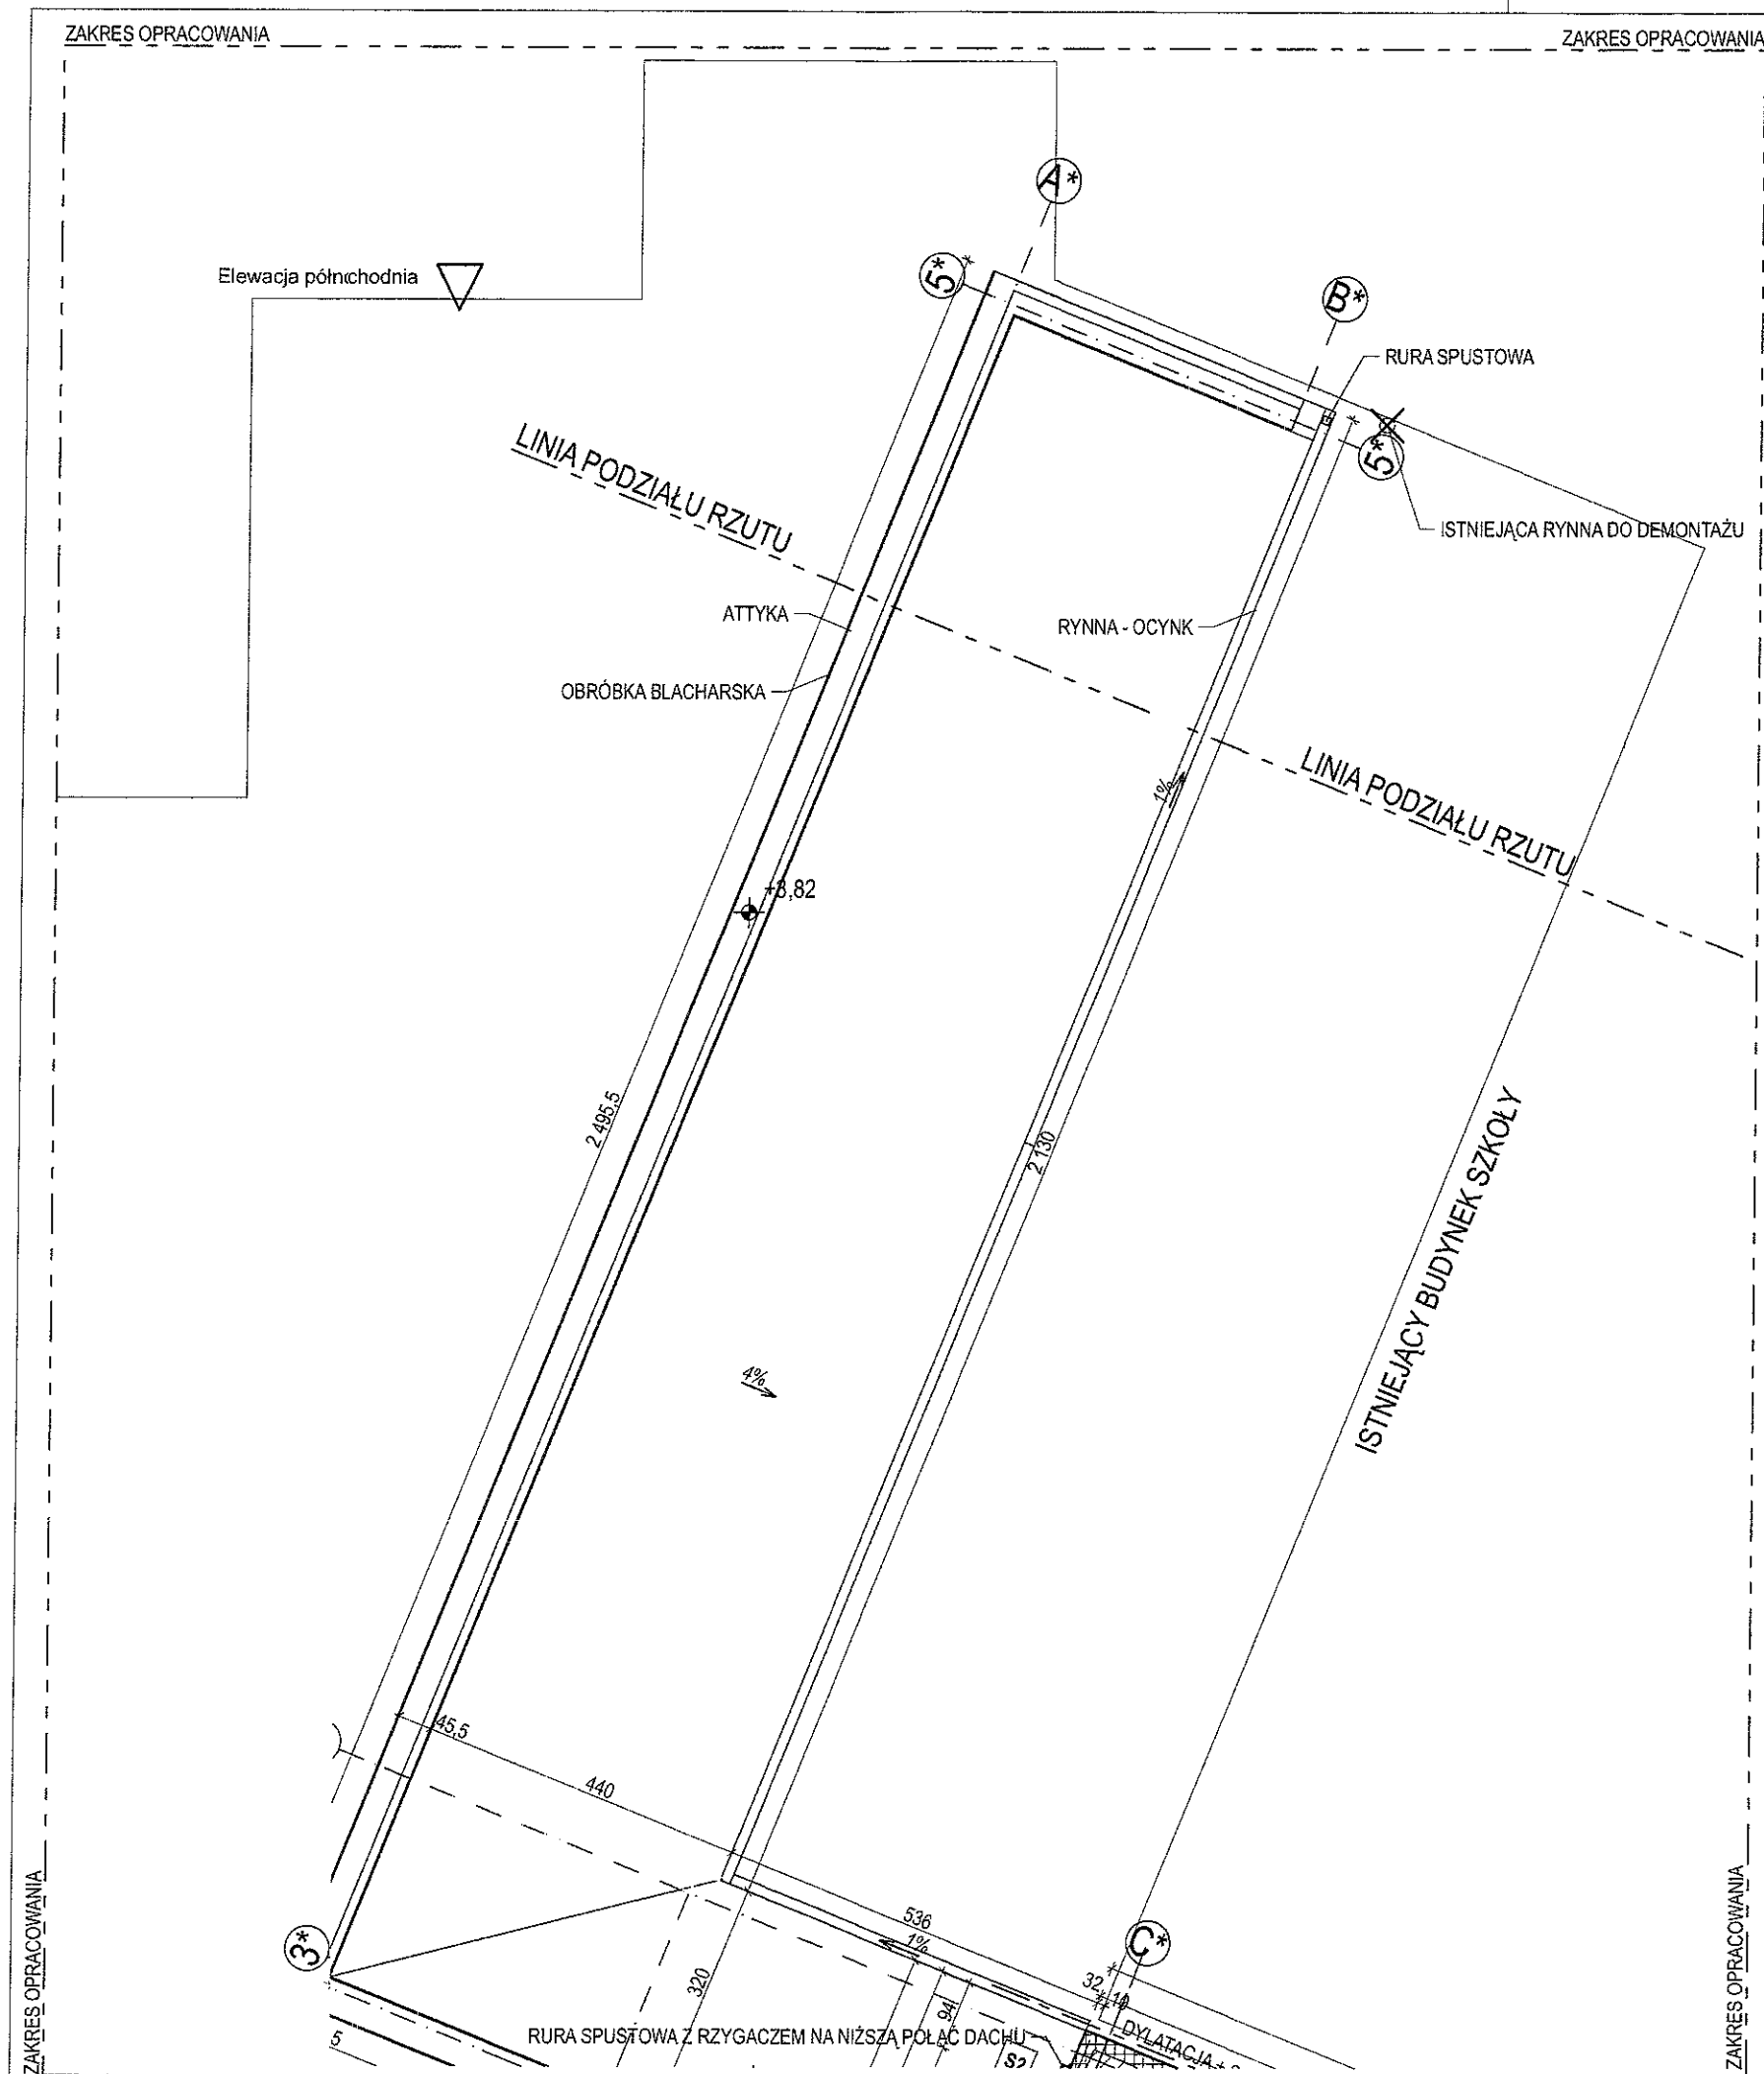 ZAKRES OPRACOWANIA
ZAKRES OPRACOWANIA
A*
5*
Elewacja
B*
RURA SPUSTOWA
5*
LINIA PODZIAŁU RZUTU
ISTNIEJĄCA RYNNA DO DEMONTAŻU
ATTYKA
RYNNA - OCYNK
OBRÓBKA BLACHARSKA
LINIA PODZIAŁU RZUTU
1%
+3,82
2 495,5
2 130
ISTNIEJĄCY BUDYNEK SZKOŁY
4%
45,5
440
536
1%
3*
C*
320
32
10
94
RURA SPUSTOWA Z RZYGACZEM NA NIŻSZĄ POŁAĆ DACHU
DYLATACJA
5
S2
ZAKRES OPRACOWANIA
ZAKRES OPRACOWANIA